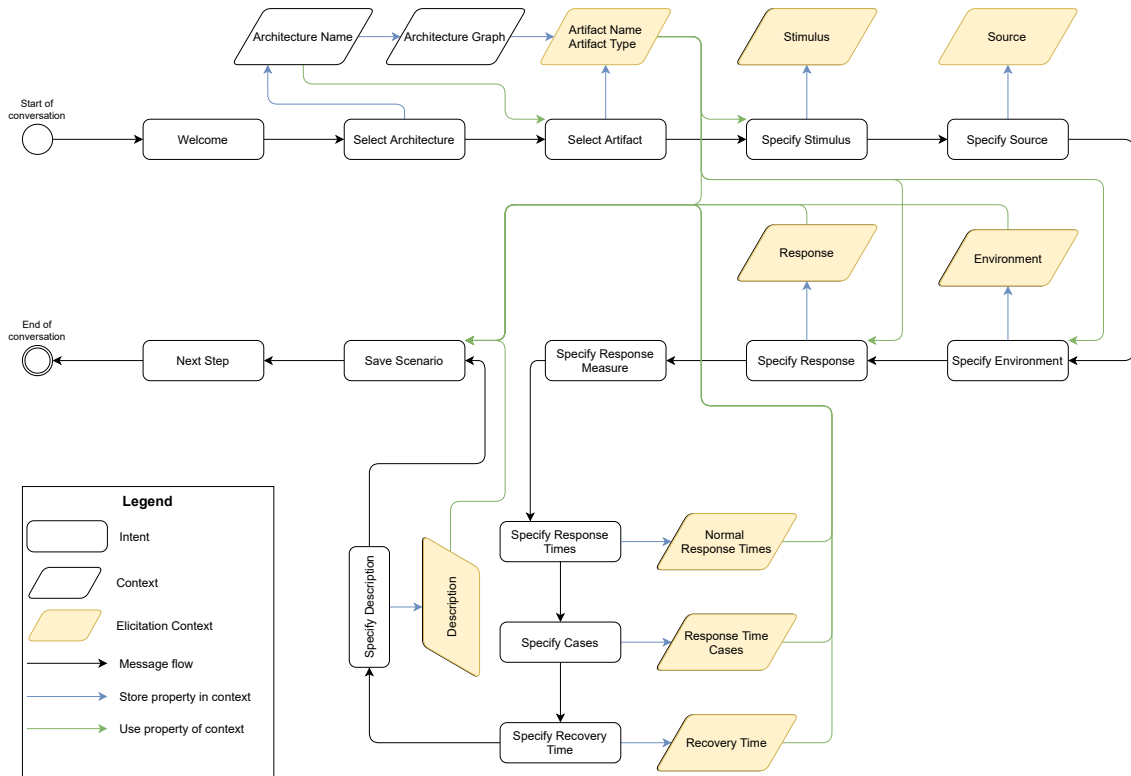 Architecture Name
Architecture Graph
Artifact Name
Artifact Type
Stimulus
Source
Start of
conversation
Welcome
Select Architecture
Select Artifact
Specify Stimulus
Specify Source
Response
Environment
End of
conversation
Next Step
Save Scenario
Specify Response
Measure
Specify Response
Specify Environment
Legend
Intent
Context
Elicitation Context
Message flow
Store property in context
Use property of context
Specify Description
Description
Specify Response
Times
Normal
Response Times
Specify Cases
Response Time
Cases
Specify Recovery
Time
Recovery Time